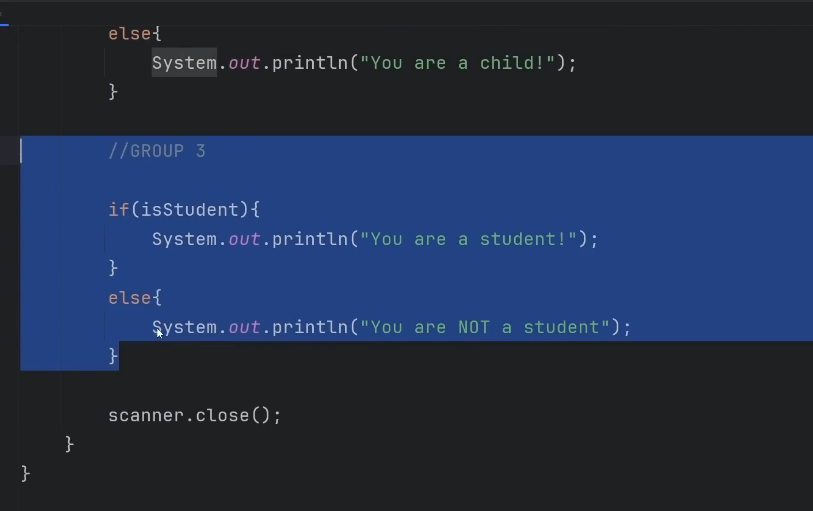 else{
System.out.println("You are a child!");
}
//GROUP 3
if(isStudent){
System.out.println("You are a student!");
}
else{
System.out.println("You are NOT a student");
}
scanner.close();
}
}